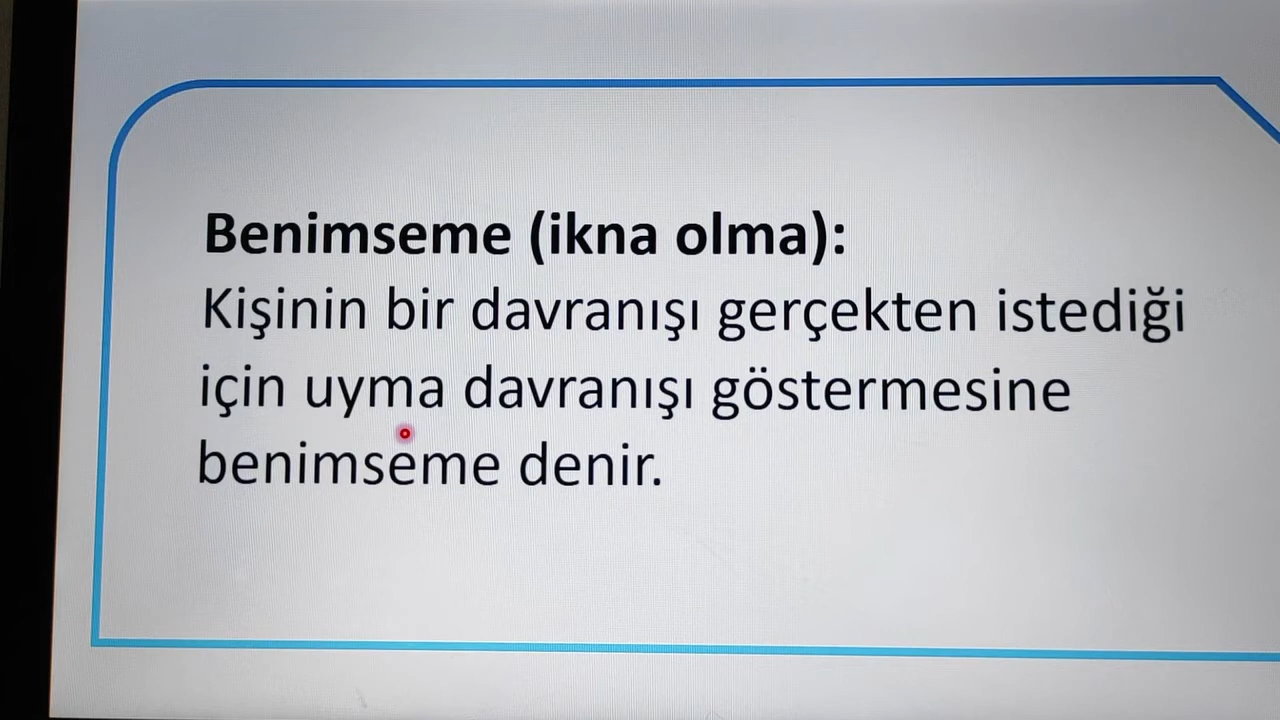 Benimseme (ikna olma):
Kişinin bir davranışı gerçekten istediği
için uyma davranışı göstermesine
benimseme denir.